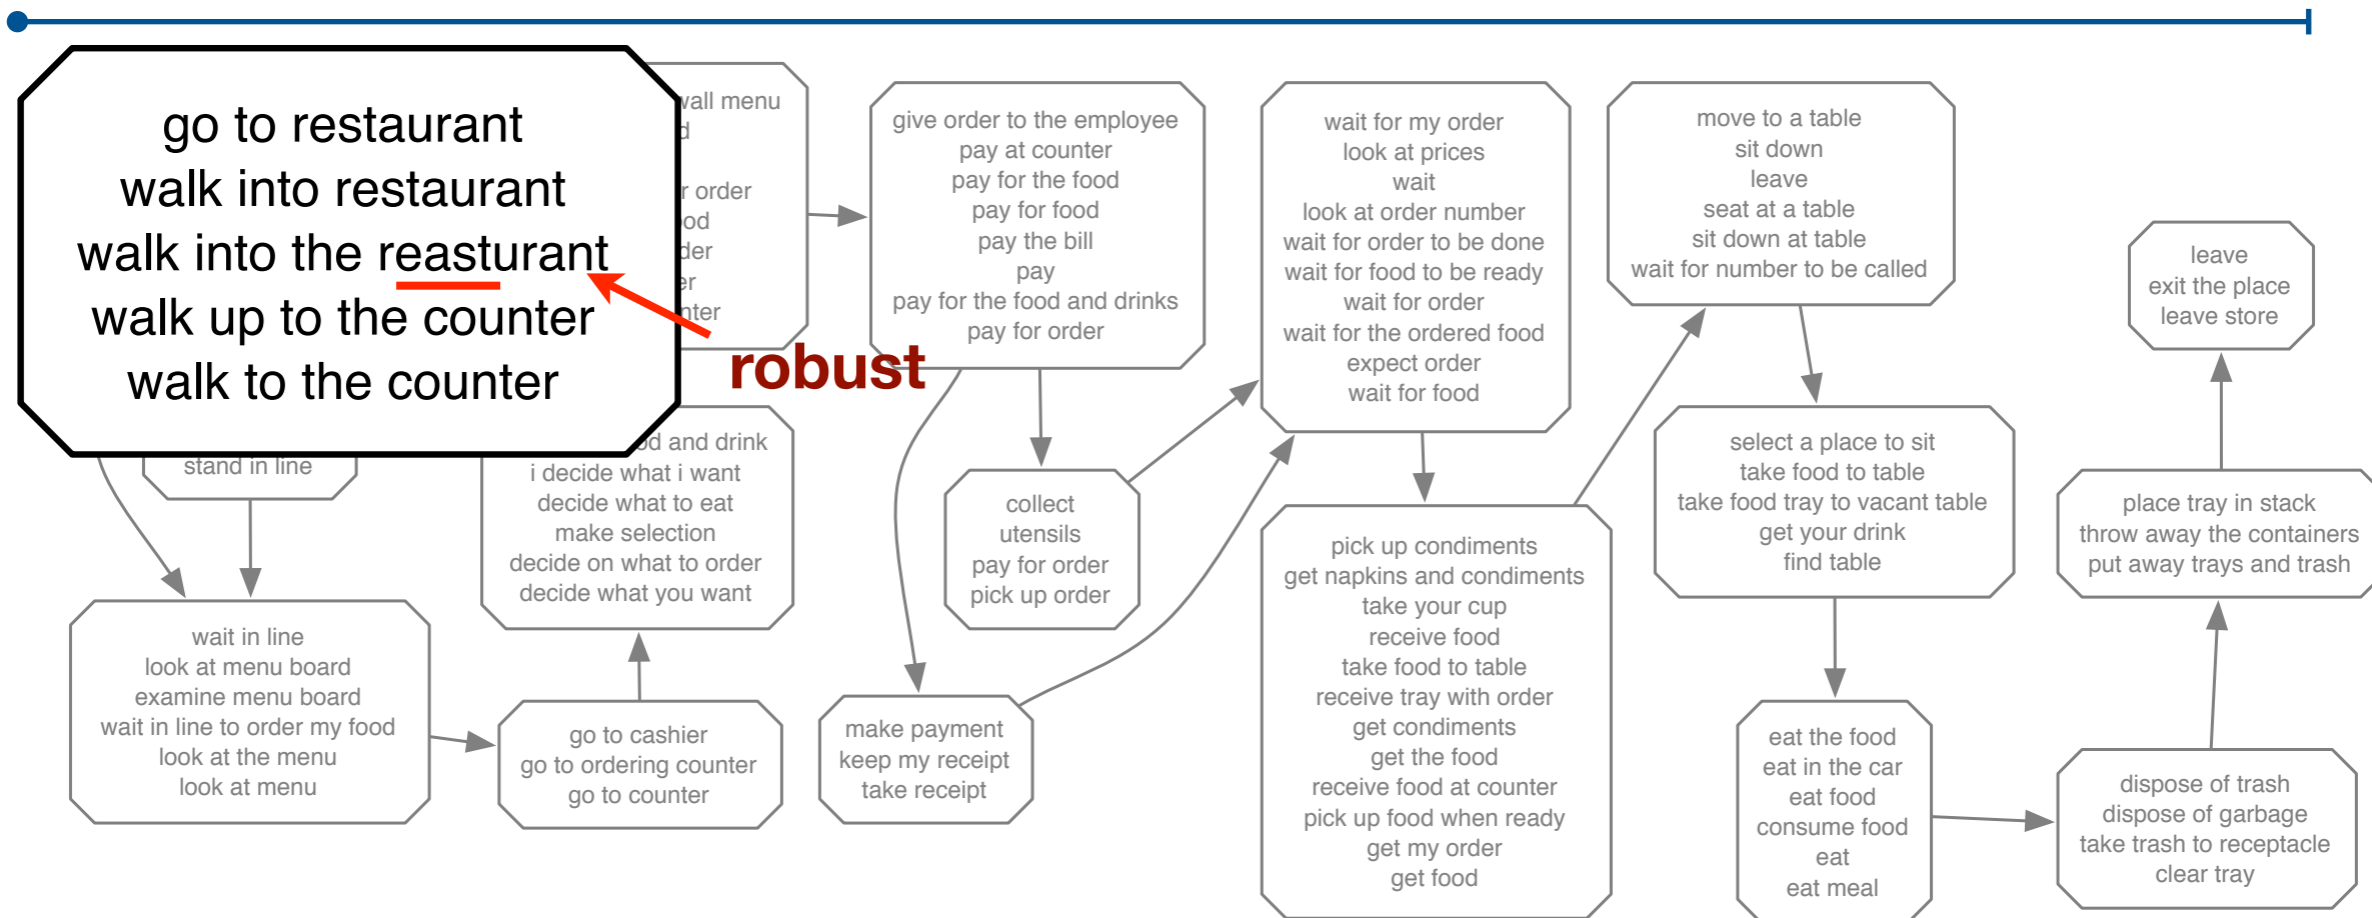 go to restaurant
walk into restaurant
walk into the reasturant
walk up to the counter
walk to the counter
robust
wall menu
order
give order to the employee
pay at counter
pay for the food
pay for food
pay the bill
pay
pay for the food and drinks
pay for order
wait for my order
look at prices
wait
look at order number
wait for order to be done
wait for food to be ready
wait for order
wait for the ordered food
expect order
wait for food
move to a table
sit down
leave
seat at a table
sit down at table
wait for number to be called
leave
exit the place
leave store
stand in line
and drink
i decide what i want
decide what to eat
make selection
decide on what to order
decide what you want
collect
utensils
pay for order
pick up order
select a place to sit
take food to table
take food tray to vacant table
get your drink
find table
place tray in stack
throw away the containers
put away trays and trash
wait in line
look at menu board
examine menu board
wait in line to order my food
look at the menu
look at menu
go to cashier
go to ordering counter
go to counter
make payment
keep my receipt
take receipt
pick up condiments
get napkins and condiments
take your cup
receive food
take food to table
receive tray with order
get condiments
get the food
receive food at counter
pick up food when ready
get my order
get food
eat the food
eat in the car
eat food
consume food
eat
eat meal
dispose of trash
dispose of garbage
take trash to receptacle
clear tray